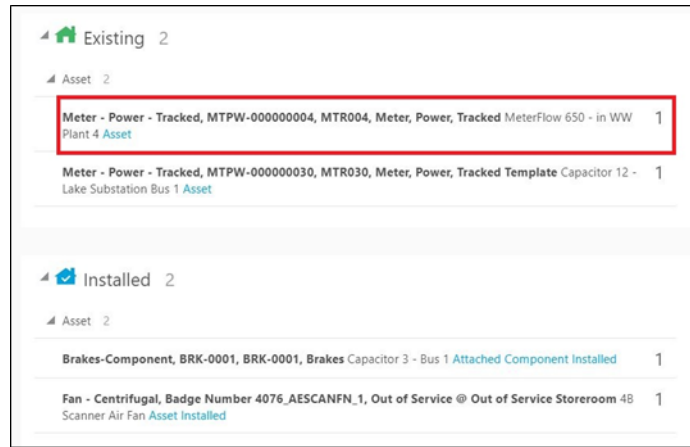 Existing 2
Asset 2
Meter - Power - Tracked, MTPW-000000004, MTR004, Meter, Power, Tracked MeterFlow 650 - in WW 1
Plant 4 Asset
Meter - Power - Tracked, MTPW-000000030, MTR030, Meter, Power, Tracked Template Capacitor 12 - 1
Lake Substation Bus 1 Asset
Installed 2
Asset 2
Brakes-Component, BRK-0001, BRK-0001, Brakes Capacitor 3 - Bus 1 Attached Component Installed 1
Fan - Centrifugal, Badge Number 4076_AESCANFN_1, Out of Service @ Out of Service Storeroom 4B 1
Scanner Air Fan Asset Installed